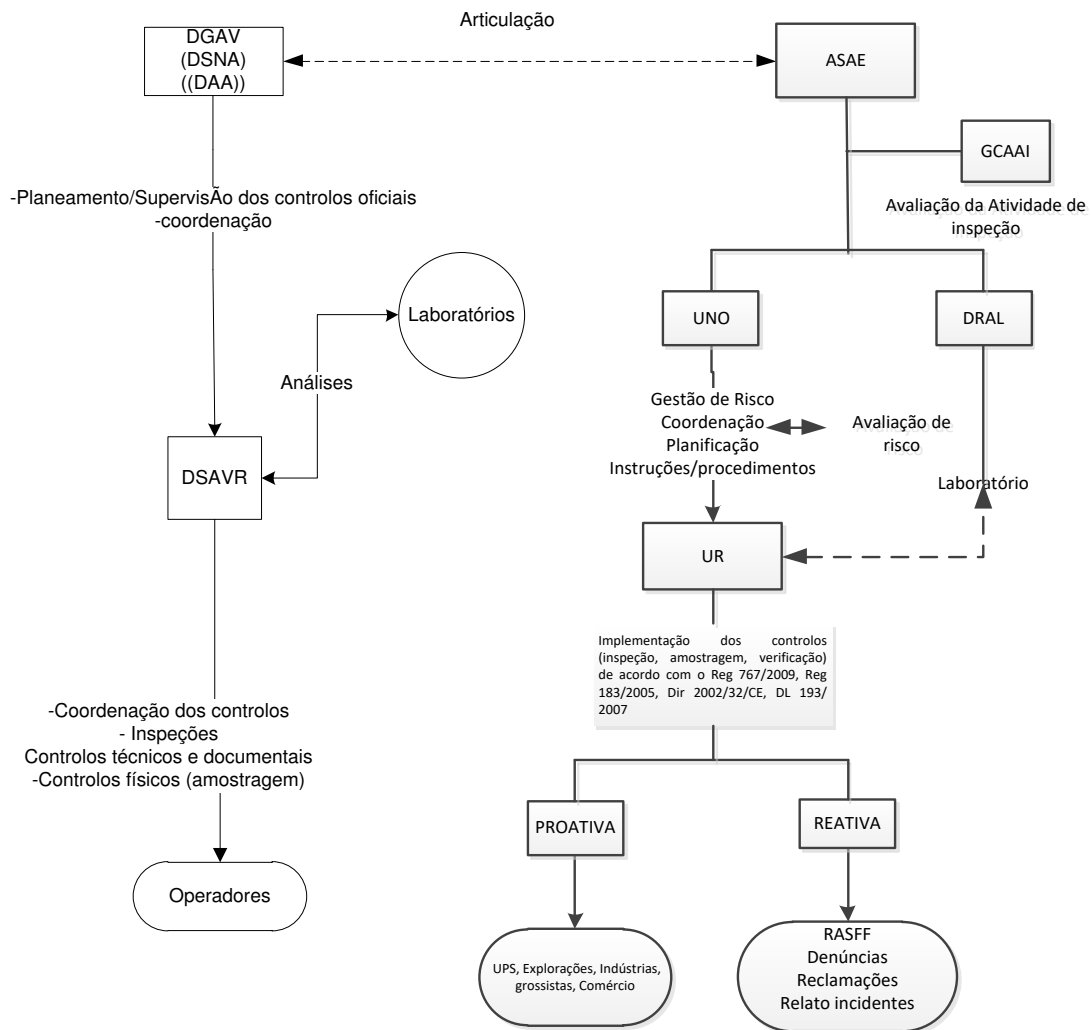 Articulação
DGAV
(DSNA)
((DAA))
ASAE
GCAAI
Avaliação da Atividade de
inspeção
-Planeamento/SupervisÃo dos controlos oficiais
-coordenação
Laboratórios
Análises
DSAVR
UNO
DRAL
Gestão de Risco
Coordenação
Planificação
Instruções/procedimentos
Avaliação de
risco
Laboratório
UR
Implementação dos controlos
(inspeção, amostragem, verificação)
de acordo com o Reg 767/2009, Reg
183/2005, Dir 2002/32/CE, DL 193/
2007
-Coordenação dos controlos
- Inspeções
Controlos técnicos e documentais
-Controlos físicos (amostragem)
Operadores
PROATIVA
REATIVA
UPS, Explorações, Indústrias,
grossistas, Comércio
RASFF
Denúncias
Reclamações
Relato incidentes